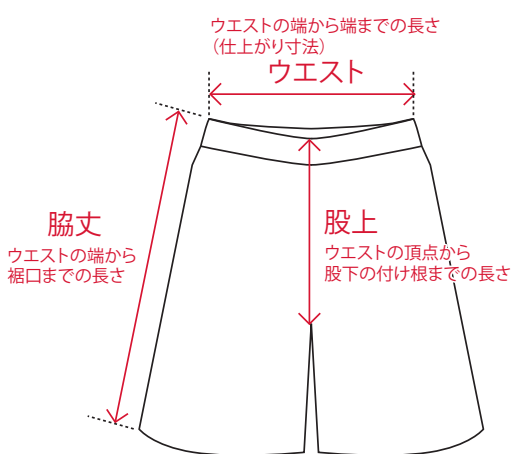 ウエストの端から端までの長さ
（仕上がり寸法）
ウエスト
脇丈
ウエストの端から
裾口までの長さ
股上
ウエストの頂点から
股下の付け根までの長さ